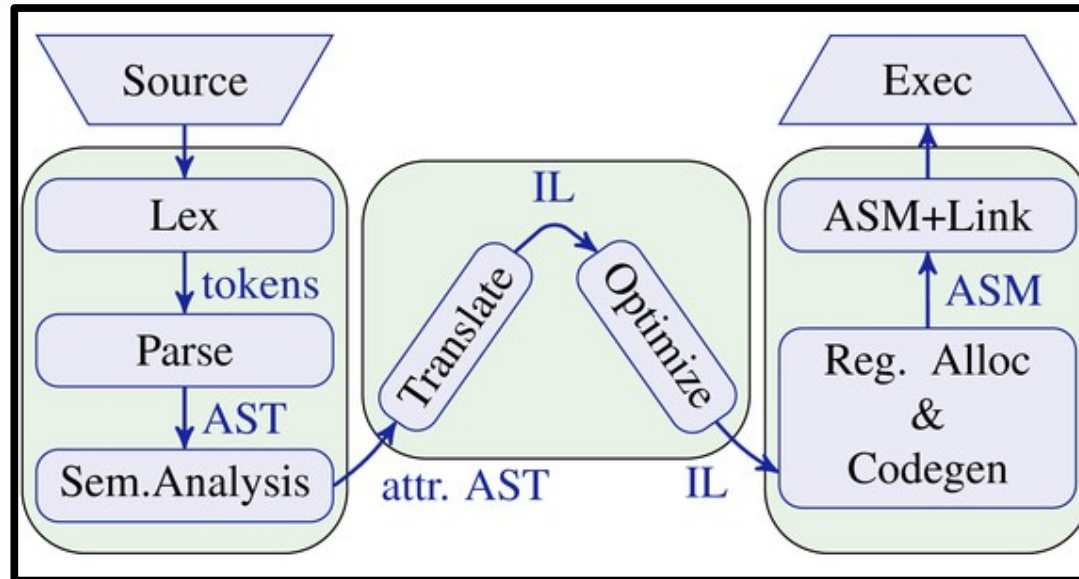 Source
Lex
tokens
Parse
AST
Sem.Analysis
attr. AST
Translate
IL
Optimize
IL
Reg. Alloc
&
Codegen
ASM
ASM+Link
Exec